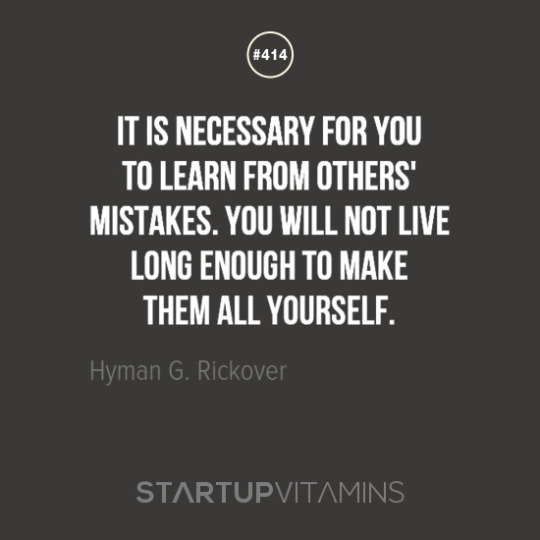 #414
IT IS NECESSARY FOR YOU
TO LEARN FROM OTHERS'
MISTAKES. YOU WILL NOT LIVE
LONG ENOUGH TO MAKE
THEM ALL YOURSELF.
Hyman G. Rickover
STARTUPVITAMINS